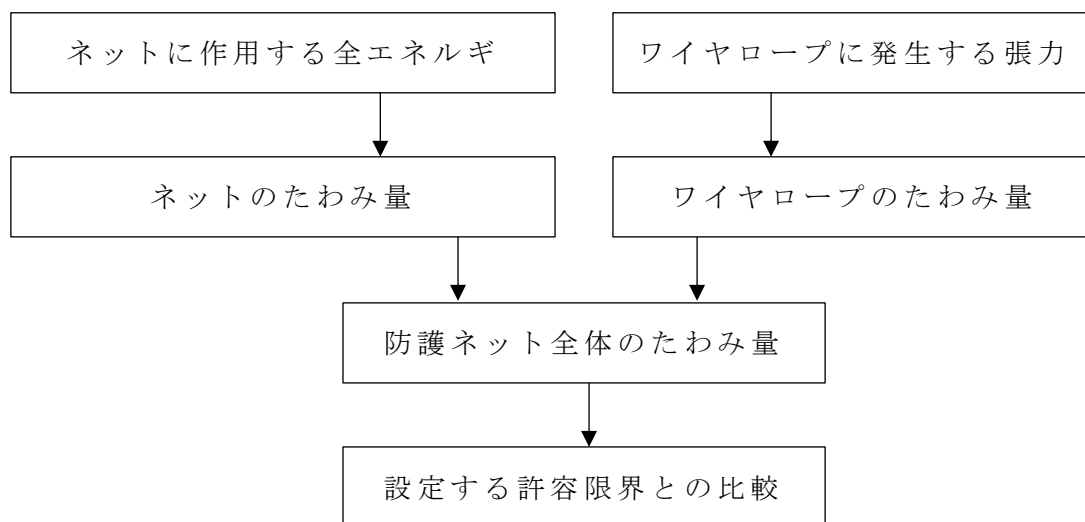 ネットに作用する全エネルギ
ワイヤロープに発生する張力
ネットのたわみ量
ワイヤロープのたわみ量
防護ネット全体のたわみ量
設定する許容限界との比較